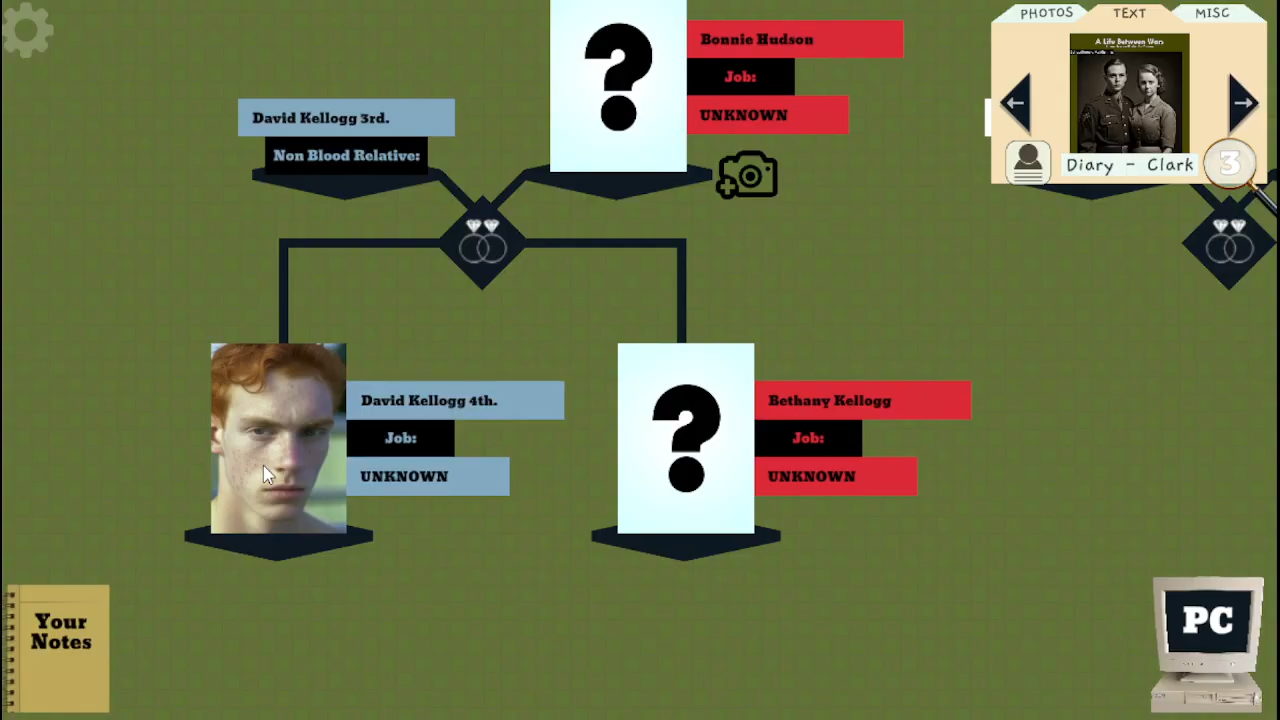 PHOTOS TEXT MISC
A Life Between Wars
Bonnie Hudson
Job:
UNKNOWN
David Kellogg 3rd.
Non Blood Relative:
Diary - Clark
3
David Kellogg 4th.
Job:
UNKNOWN
Bethany Kellogg
Job:
UNKNOWN
Your
Notes
PC